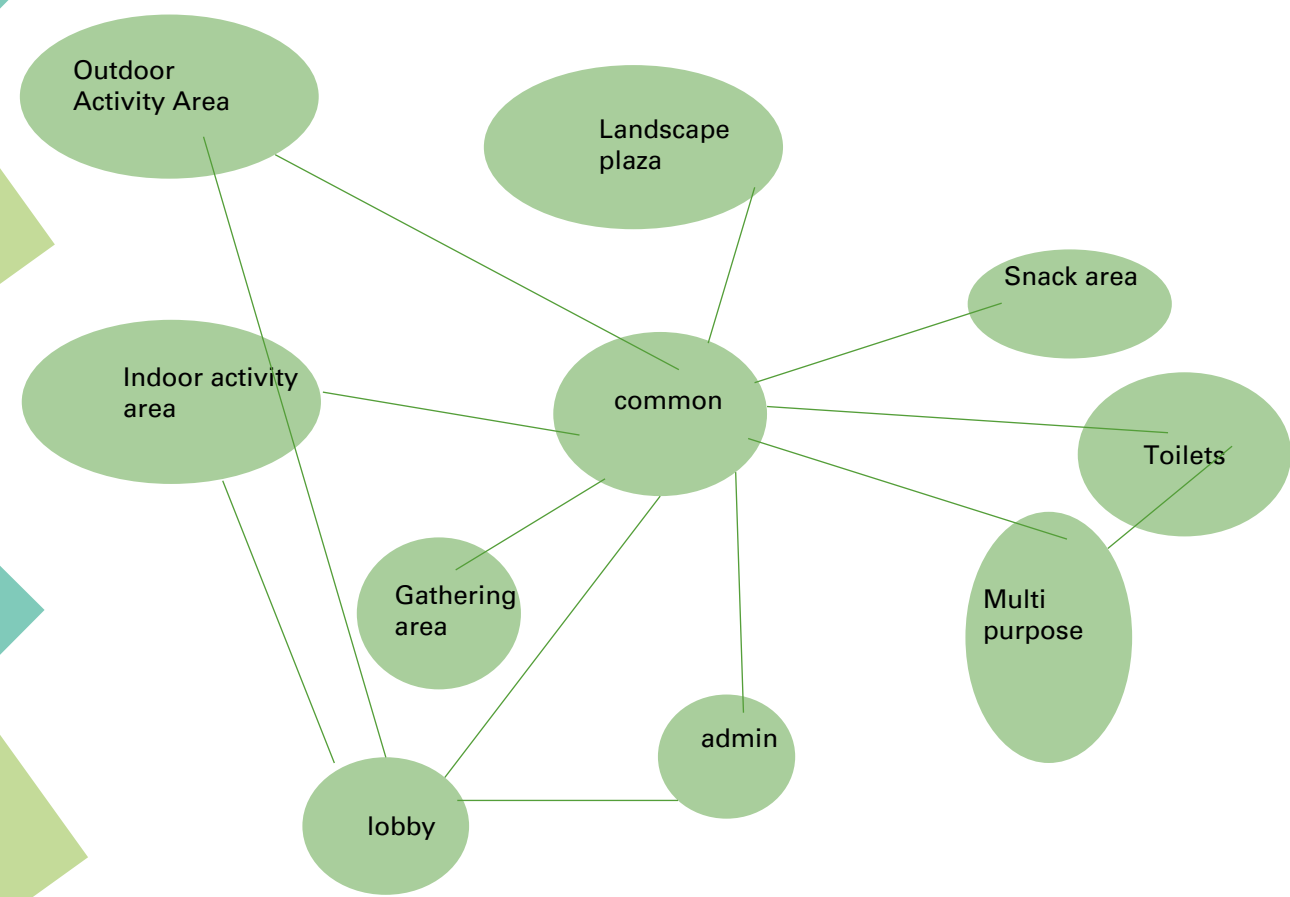 Outdoor
Activity Area
Landscape
plaza
Snack area
Indoor activity
area
common
Toilets
Gathering
area
Multi
purpose
admin
lobby